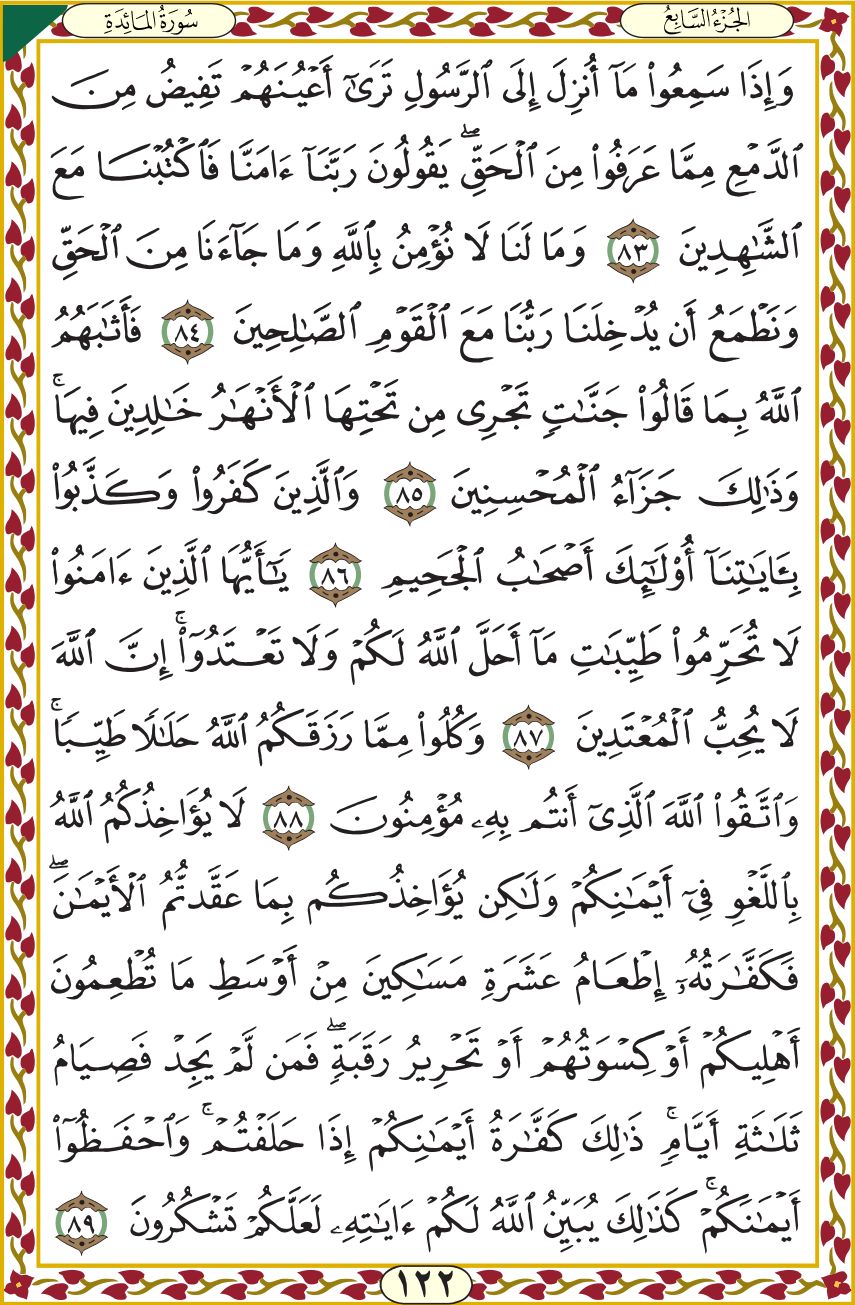 الجُزْءُ السَّابِعُ
سُورَةُ المَائِدَةِ
وَإِذَا سَمِعُوا۟ مَآ أُنزِلَ إِلَى ٱلرَّسُولِ تَرَىٰٓ أَعْيُنَهُمْ تَفِيضُ مِنَ
ٱلدَّمْعِ مِمَّا عَرَفُوا۟ مِنَ ٱلْحَقِّ ۖ يَقُولُونَ رَبَّنَآ ءَامَنَّا فَٱكْتُبْنَا مَعَ
ٱلشَّـٰهِدِينَ ٨٣ وَمَا لَنَا لَا نُؤْمِنُ بِٱللَّهِ وَمَا جَآءَنَا مِنَ ٱلْحَقِّ
وَنَطْمَعُ أَن يُدْخِلَنَا رَبُّنَا مَعَ ٱلْقَوْمِ ٱلصَّـٰلِحِينَ ٨٤ فَأَثَـٰبَهُمُ
ٱللَّهُ بِمَا قَالُوا۟ جَنَّـٰتٍ تَجْرِى مِن تَحْتِهَا ٱلْأَنْهَـٰرُ خَـٰلِدِينَ فِيهَا ۚ
وَذَٰلِكَ جَزَآءُ ٱلْمُحْسِنِينَ ٨٥ وَٱلَّذِينَ كَفَرُوا۟ وَكَذَّبُوا۟
بِـَٔايَـٰتِنَآ أُو۟لَـٰٓئِكَ أَصْحَـٰبُ ٱلْجَحِيمِ ٨٦ يَـٰٓأَيُّهَا ٱلَّذِينَ ءَامَنُوا۟
لَا تُحَرِّمُوا۟ طَيِّبَـٰتِ مَآ أَحَلَّ ٱللَّهُ لَكُمْ وَلَا تَعْتَدُوٓا۟ ۚ إِنَّ ٱللَّهَ
لَا يُحِبُّ ٱلْمُعْتَدِينَ ٨٧ وَكُلُوا۟ مِمَّا رَزَقَكُمُ ٱللَّهُ حَلَـٰلًا طَيِّبًا ۚ
وَٱتَّقُوا۟ ٱللَّهَ ٱلَّذِىٓ أَنتُم بِهِۦ مُؤْمِنُونَ ٨٨ لَا يُؤَاخِذُكُمُ ٱللَّهُ
بِٱللَّغْوِ فِىٓ أَيْمَـٰنِكُمْ وَلَـٰكِن يُؤَاخِذُكُم بِمَا عَقَّدتُّمُ ٱلْأَيْمَـٰنَ ۖ
فَكَفَّـٰرَتُهُۥٓ إِطْعَامُ عَشَرَةِ مَسَـٰكِينَ مِنْ أَوْسَطِ مَا تُطْعِمُونَ
أَهْلِيكُمْ أَوْ كِسْوَتُهُمْ أَوْ تَحْرِيرُ رَقَبَةٍ ۖ فَمَن لَّمْ يَجِدْ فَصِيَامُ
ثَلَـٰثَةِ أَيَّامٍ ۚ ذَٰلِكَ كَفَّـٰرَةُ أَيْمَـٰنِكُمْ إِذَا حَلَفْتُمْ ۚ وَٱحْفَظُوٓا۟
أَيْمَـٰنَكُمْ ۚ كَذَٰلِكَ يُبَيِّنُ ٱللَّهُ لَكُمْ ءَايَـٰتِهِۦ لَعَلَّكُمْ تَشْكُرُونَ ٨٩
١٢٢